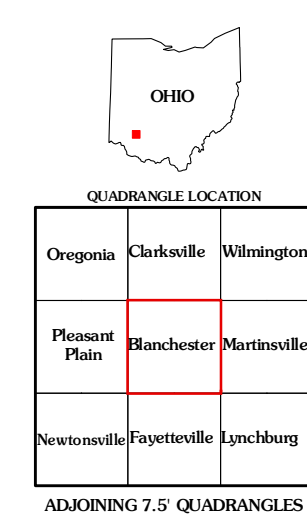 OHIO
QUADRANGLE LOCATION
Oregonia Clarksville Wilmington
Pleasant
Plain
Blanchester Martinsville
Newtonsville Fayetteville Lynchburg
ADJOINING 7.5' QUADRANGLES